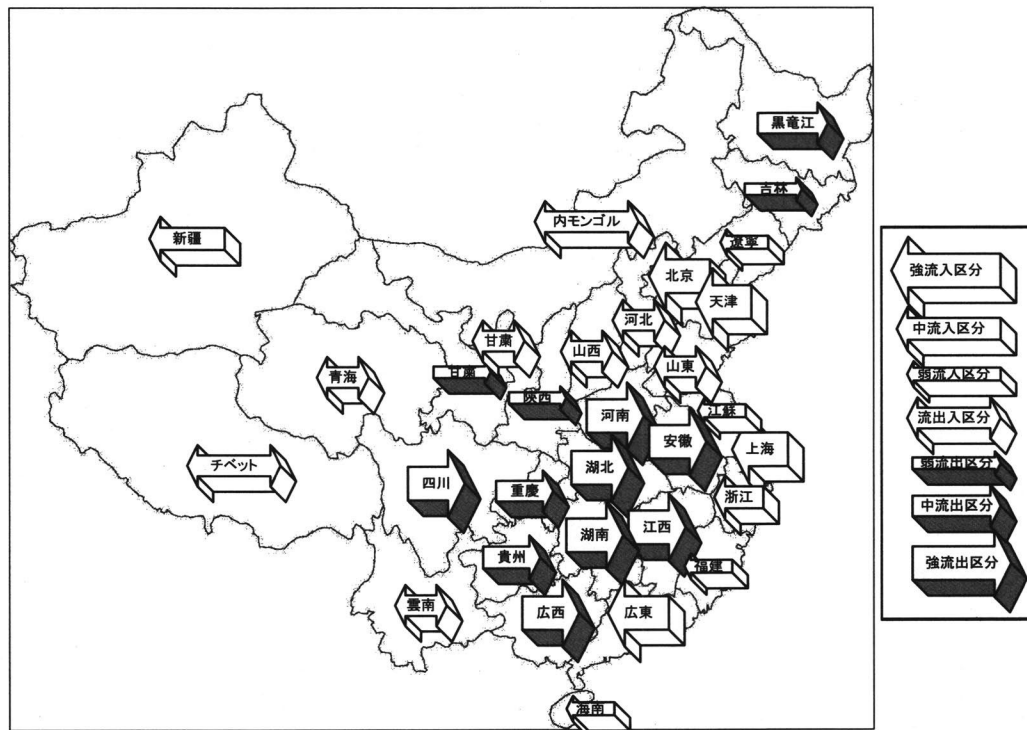 黒竜江
吉林
内モンゴル
遼寧
新疆
北京
天津
河北
甘粛
山西
山東
青海
甘粛
陝西
河南
江蘇
安徽
上海
チベット
四川
湖北
重慶
浙江
湖南
江西
貴州
福建
雲南
広西
広東
海南
強流入区分
中流入区分
弱流入区分
流出入区分
弱流出区分
中流出区分
強流出区分